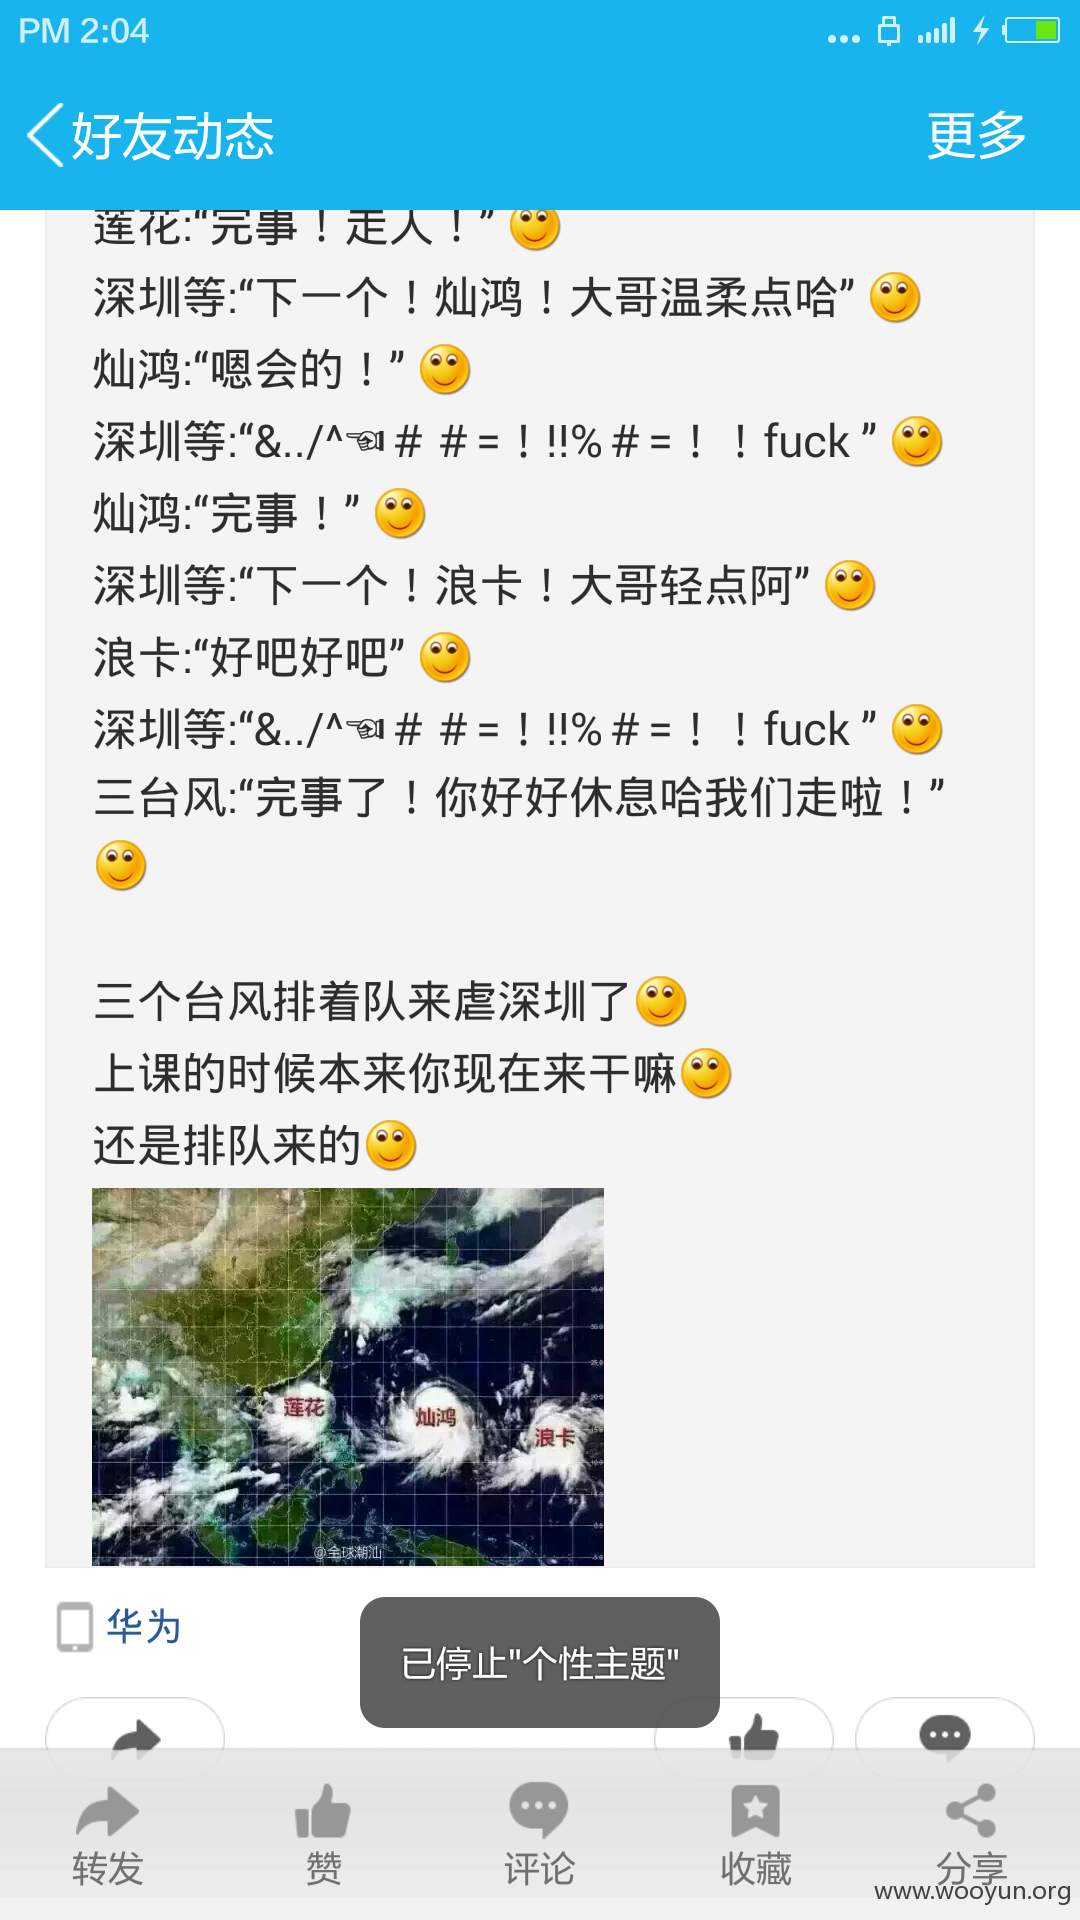 PM 2:04
好友动态
更多
莲花:“完事！走人！”
深圳等:“下一个！灿鸿！大哥温柔点哈”
灿鸿:“嗯会的！”
深圳等:“&../^☜＃＃=！!!%＃=！！fuck ”
灿鸿:“完事！”
深圳等:“下一个！浪卡！大哥轻点阿”
浪卡:“好吧好吧”
深圳等:“&../^☜＃＃=！!!%＃=！！fuck ”
三台风:“完事了！你好好休息哈我们走啦！”
三个台风排着队来虐深圳了
上课的时候本来你现在来干嘛
还是排队来的
莲花
灿鸿
浪卡
@全球潮汕
华为
已停止"个性主题"
转发
赞
评论
收藏
分享
www.wooyun.org